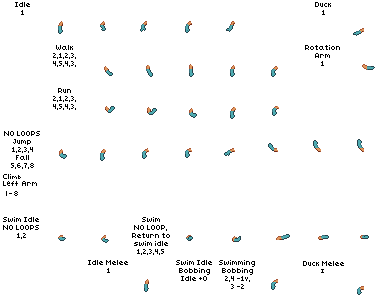 Idle
1
Duck
1
Walk
2,1,2,3,
4,5,4,3,
Rotation
Arm
1
Run
2,1,2,3,
4,5,4,3,
NO LOOPS
Jump
1,2,3,4
Fall
5,6,7,8
Climb
Left Arm
1-8
Swim Idle
NO LOOPS
1,2
Swim
NO LOOP,
Return to
swim idle
1,2,3,4,5
Idle Melee
1
Swim Idle
Bobbing
Idle +0
Swimming
Bobbing
2,4 -1v,
3 -2
Duck Melee
1